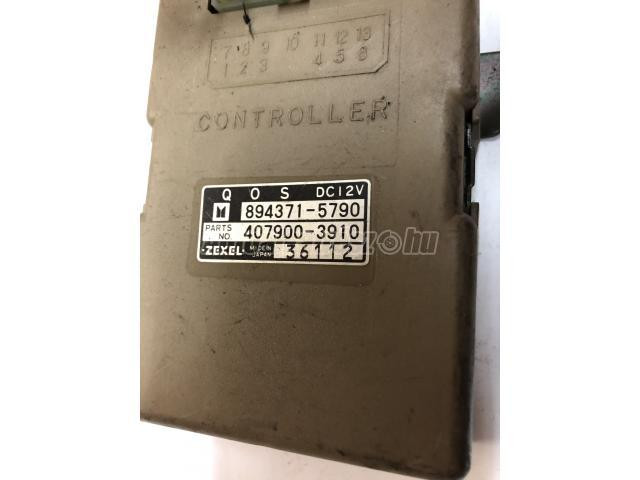 7 8 9 10 11 12 13
1 2 3 4 5 6
CONTROLLER
Q O S DC12V
894371-5790
PARTS NO. 407900-3910
·ZEXEL· MADE IN JAPAN 36112